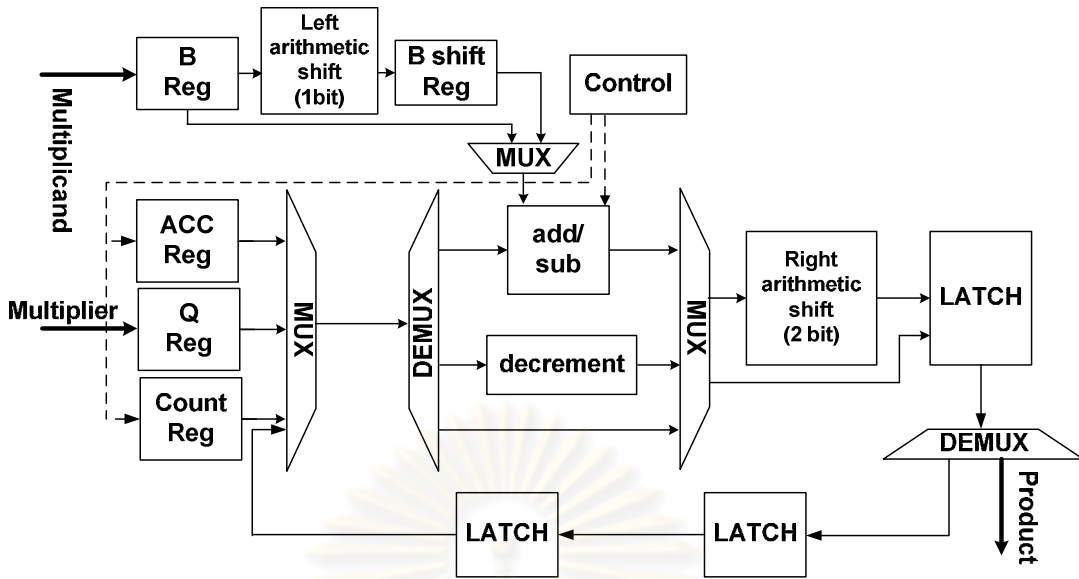 B
Reg
Left
arithmetic
shift
(1bit)
B shift
Reg
Control
Multiplicand
MUX
ACC
Reg
add/
sub
Right
arithmetic
shift
(2 bit)
LATCH
Multiplier
Q
Reg
MUX
DEMUX
MUX
decrement
Count
Reg
DEMUX
LATCH
LATCH
Product